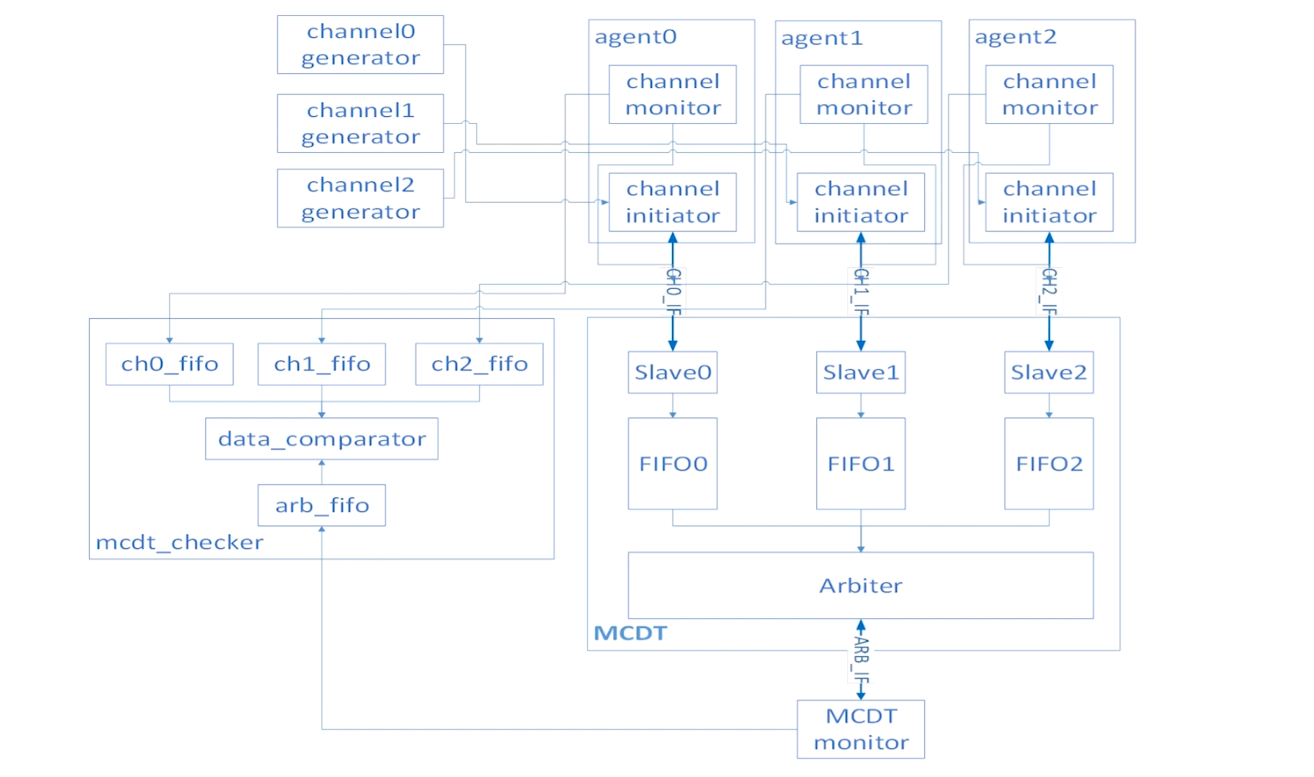 channel0
generator
channel1
generator
channel2
generator
agent0
channel
monitor
channel
initiator
agent1
channel
monitor
channel
initiator
agent2
channel
monitor
channel
initiator
CH0_IF
CH1_IF
CH2_IF
ch0_fifo
ch1_fifo
ch2_fifo
data_comparator
arb_fifo
mcdt_checker
Slave0
Slave1
Slave2
FIFO0
FIFO1
FIFO2
Arbiter
MCDT
ARB_IF
MCDT
monitor